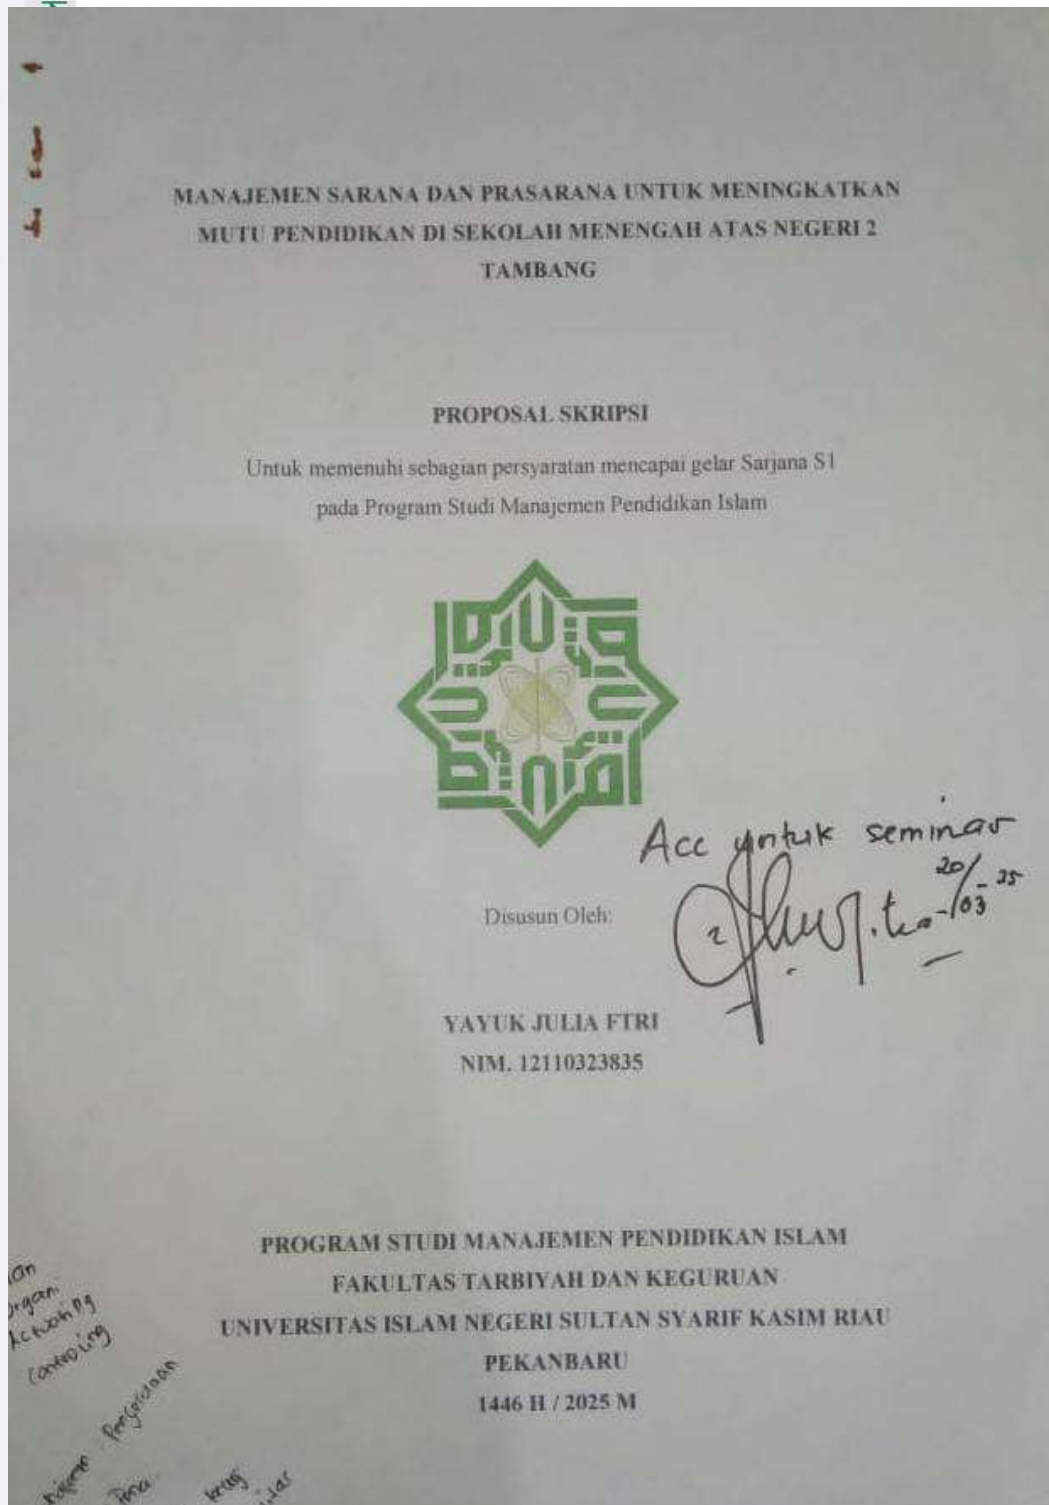 MANAJEMEN SARANA DAN PRASARANA UNTUK MENINGKATKAN
MUTU PENDIDIKAN DI SEKOLAH MENENGAH ATAS NEGERI 2
TAMBANG
PROPOSAL SKRIPSI
Untuk memenuhi sebagian persyaratan mencapai gelar Sarjana S1
pada Program Studi Manajemen Pendidikan Islam
Acc untuk seminar
20/03-25
Disusun Oleh:
YAYUK JULIA FTRI
NIM. 12110323835
PROGRAM STUDI MANAJEMEN PENDIDIKAN ISLAM
FAKULTAS TARBIYAH DAN KEGURUAN
UNIVERSITAS ISLAM NEGERI SULTAN SYARIF KASIM RIAU
PEKANBARU
1446 H / 2025 M
Controling